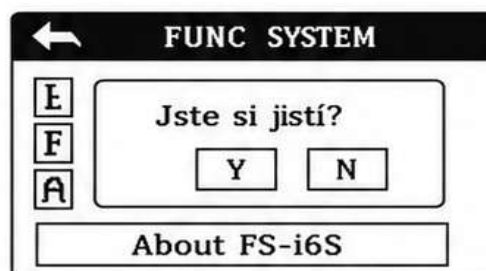 FUNC SYSTEM
E
Jste si jistí?
F
Y N
A
About FS-i6S